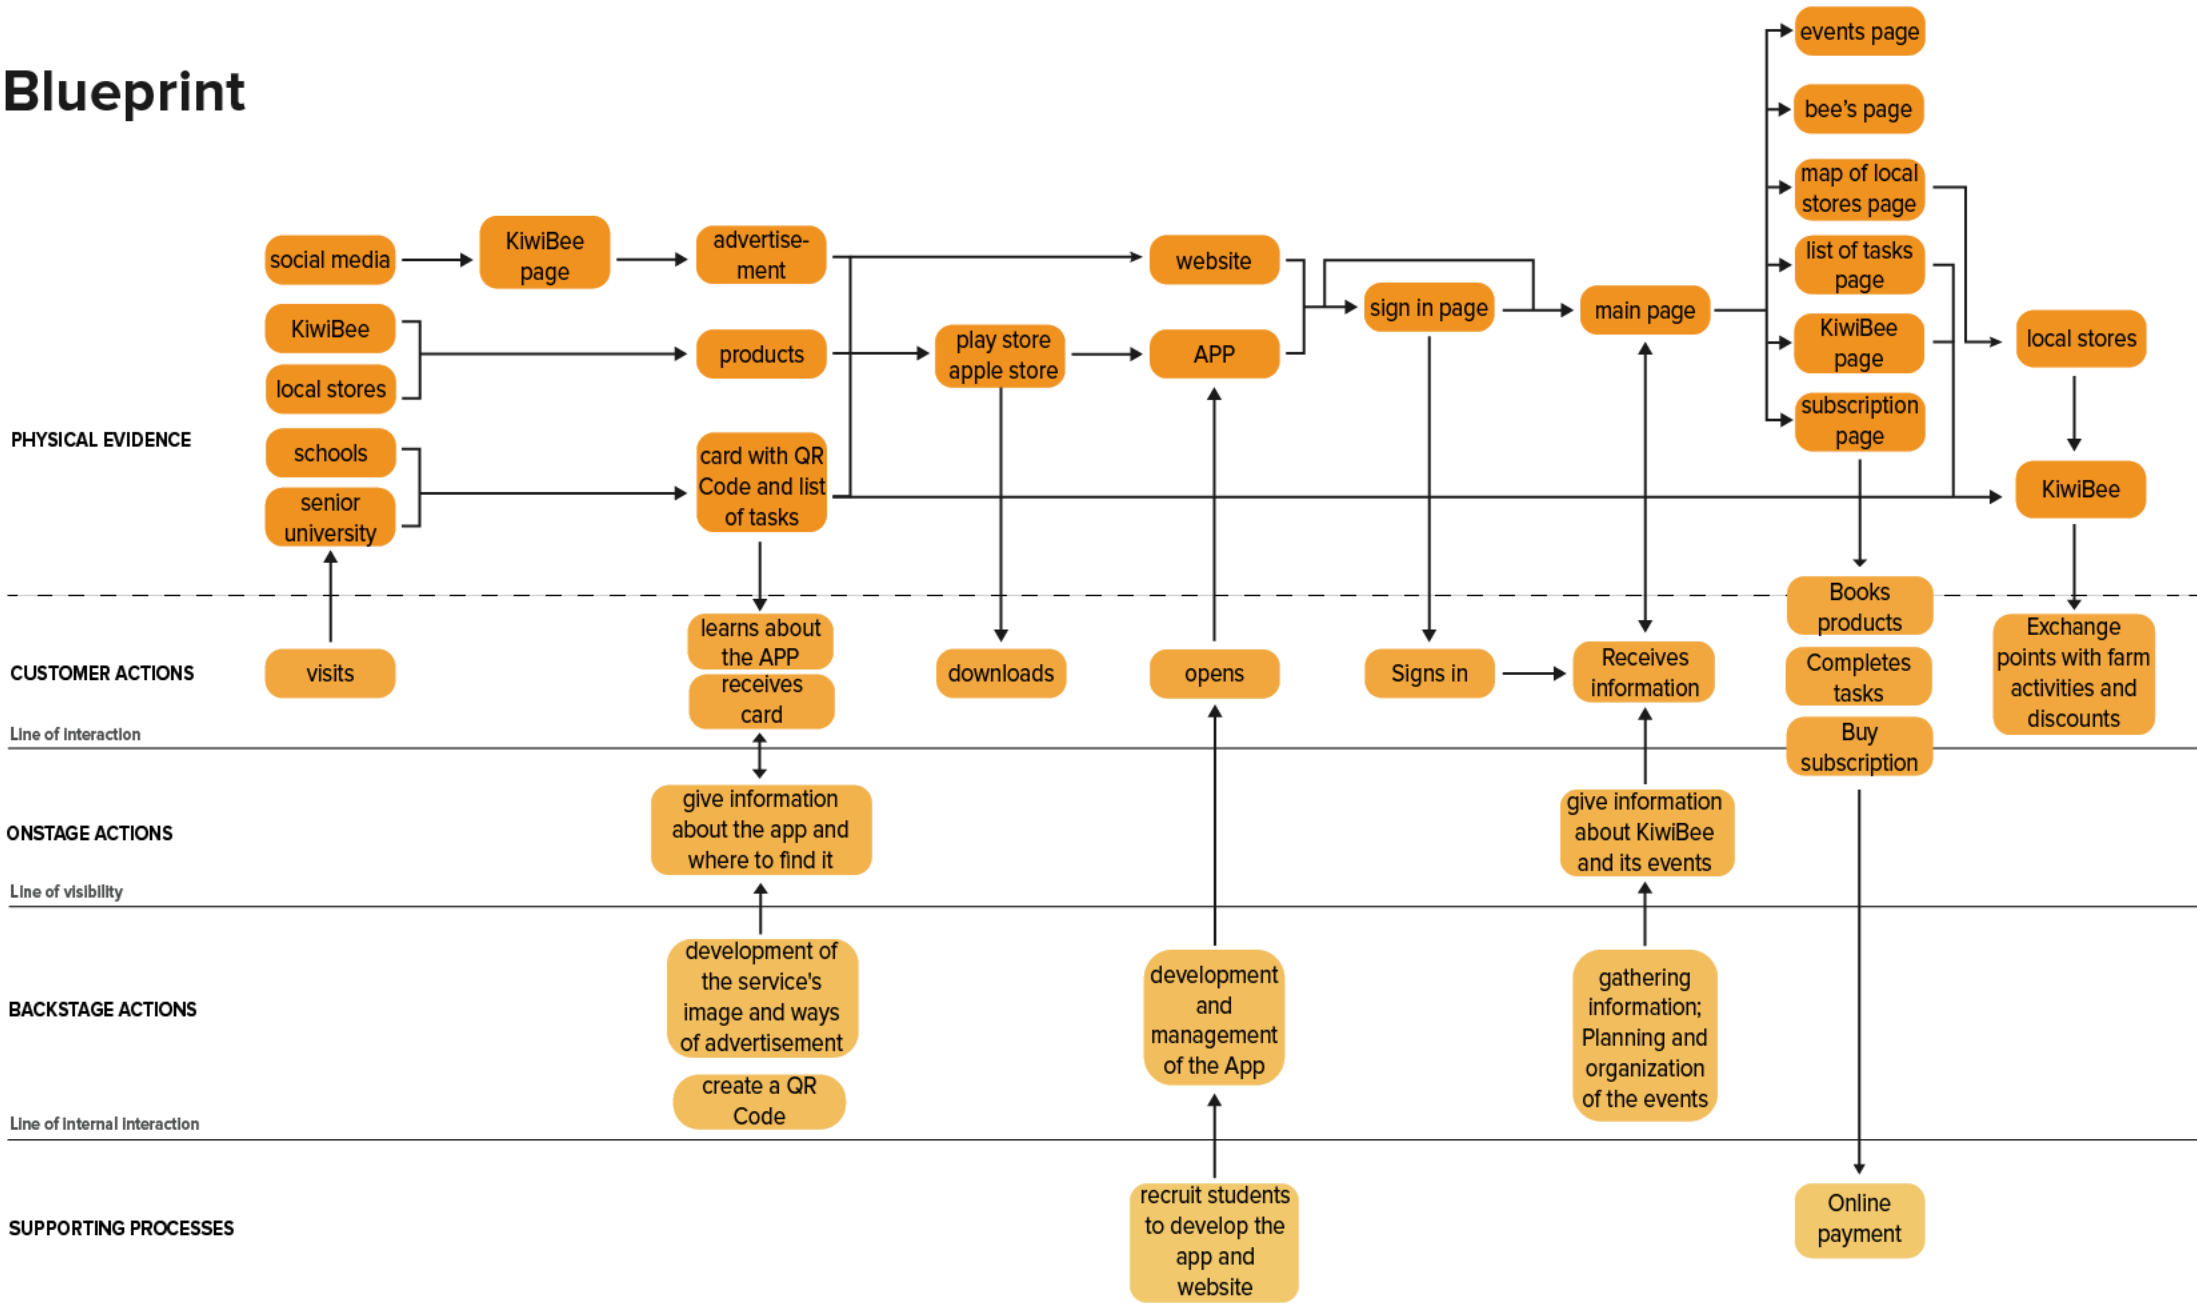 Blueprint
events page
bee's page
map of local
stores page
list of tasks
page
KiwiBee
page
subscription
page
social media
KiwiBee
page
advertise-
ment
website
KiwiBee
local stores
products
play store
apple store
APP
sign in page
main page
local stores
PHYSICAL EVIDENCE
schools
senior
university
card with QR
Code and list
of tasks
KiwiBee
CUSTOMER ACTIONS
visits
learns about
the APP
receives
card
downloads
opens
Signs in
Receives
information
Books
products
Completes
tasks
Buy
subscription
Exchange
points with farm
activities and
discounts
Line of interaction
ONSTAGE ACTIONS
give information
about the app and
where to find it
give information
about KiwiBee
and its events
Line of visibility
BACKSTAGE ACTIONS
development of
the service's
image and ways
of advertisement
create a QR
Code
development
and
management
of the App
gathering
information;
Planning and
organization
of the events
Line of internal interaction
SUPPORTING PROCESSES
recruit students
to develop the
app and
website
Online
payment